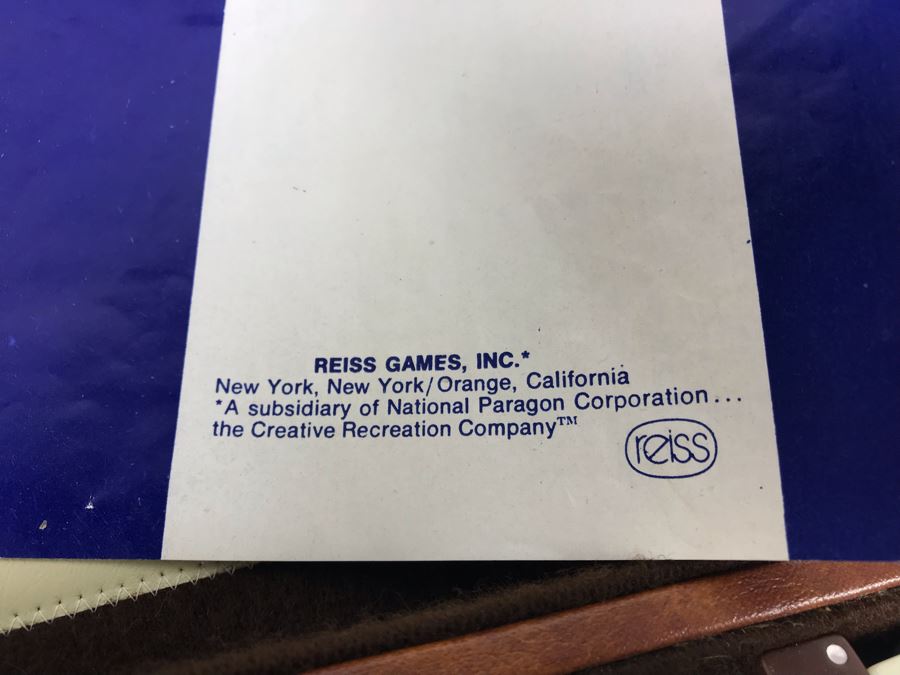 REISS GAMES, INC.*
New York, New York/Orange, California
*A subsidiary of National Paragon Corporation...
the Creative Recreation Company™
reiss